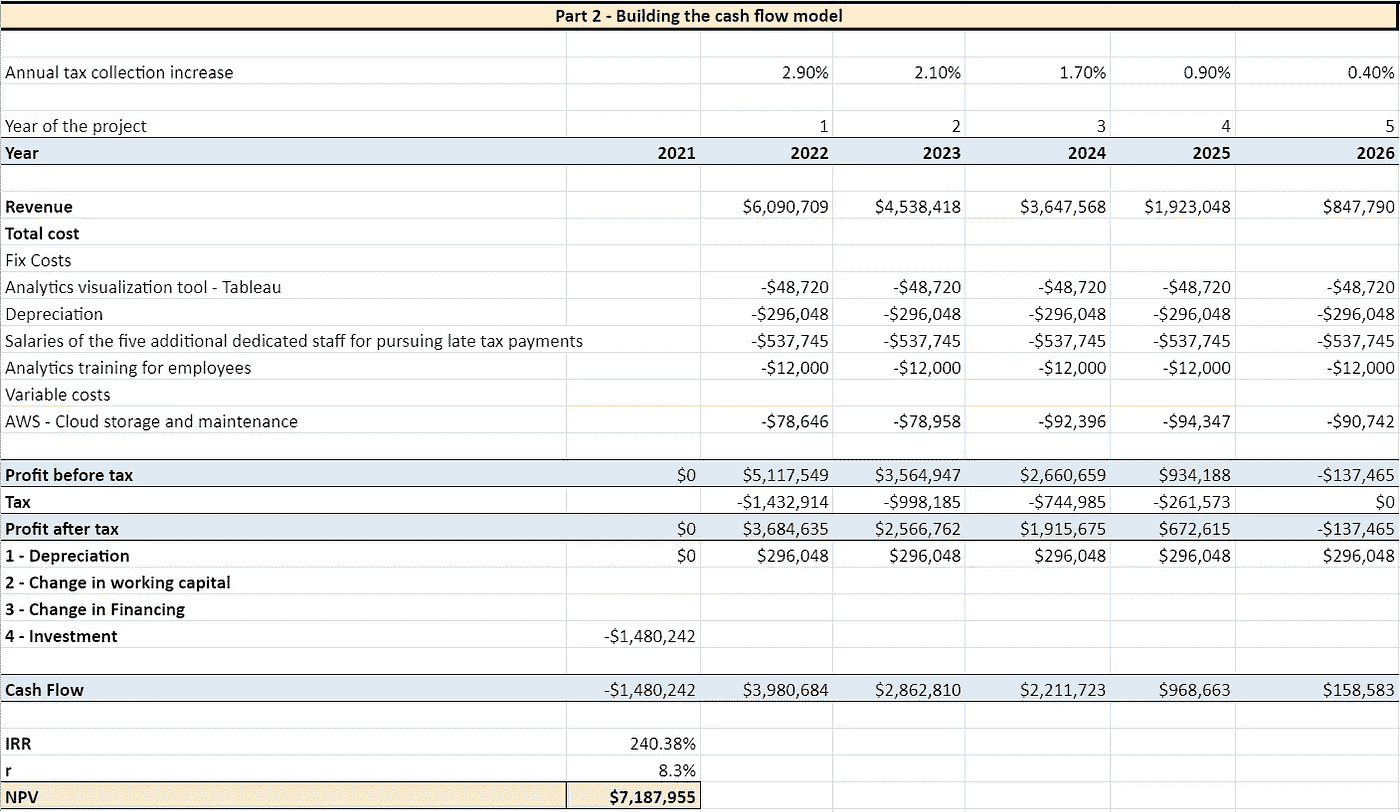 Part 2 - Building the cash flow model
Annual tax collection increase 2.90% 2.10% 1.70% 0.90% 0.40%
Year of the project 1 2 3 4 5
Year 2021 2022 2023 2024 2025 2026
Revenue $6,090,709 $4,538,418 $3,647,568 $1,923,048 $847,790
Total cost
Fix Costs
Analytics visualization tool - Tableau -$48,720 -$48,720 -$48,720 -$48,720 -$48,720
Depreciation -$296,048 -$296,048 -$296,048 -$296,048 -$296,048
Salaries of the five additional dedicated staff for pursuing late tax payments -$537,745 -$537,745 -$537,745 -$537,745 -$537,745
Analytics training for employees -$12,000 -$12,000 -$12,000 -$12,000 -$12,000
Variable costs
AWS - Cloud storage and maintenance -$78,646 -$78,958 -$92,396 -$94,347 -$90,742
Profit before tax $0 $5,117,549 $3,564,947 $2,660,659 $934,188 -$137,465
Tax -$1,432,914 -$998,185 -$744,985 -$261,573 $0
Profit after tax $0 $3,684,635 $2,566,762 $1,915,675 $672,615 -$137,465
1 - Depreciation $0 $296,048 $296,048 $296,048 $296,048 $296,048
2 - Change in working capital
3 - Change in Financing
4 - Investment -$1,480,242
Cash Flow -$1,480,242 $3,980,684 $2,862,810 $2,211,723 $968,663 $158,583
IRR 240.38%
r 8.3%
NPV $7,187,955